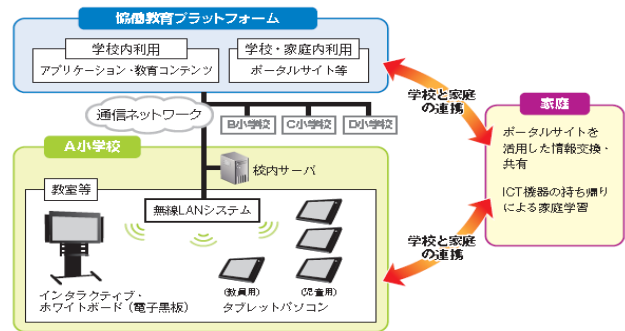 協働教育プラットフォーム
学校内利用
アプリケーション・教育コンテンツ
学校・家庭内利用
ポータルサイト等
通信ネットワーク
B小学校
C小学校
D小学校
学校と家庭
の連携
家庭
ポータルサイトを
活用した情報交換・
共有
ICT機器の持ち帰り
による家庭学習
A小学校
校内サーバ
教室等
無線LANシステム
学校と家庭
の連携
インタラクティブ・
ホワイトボード（電子黒板）
(教員用)
(児童用)
タブレットパソコン